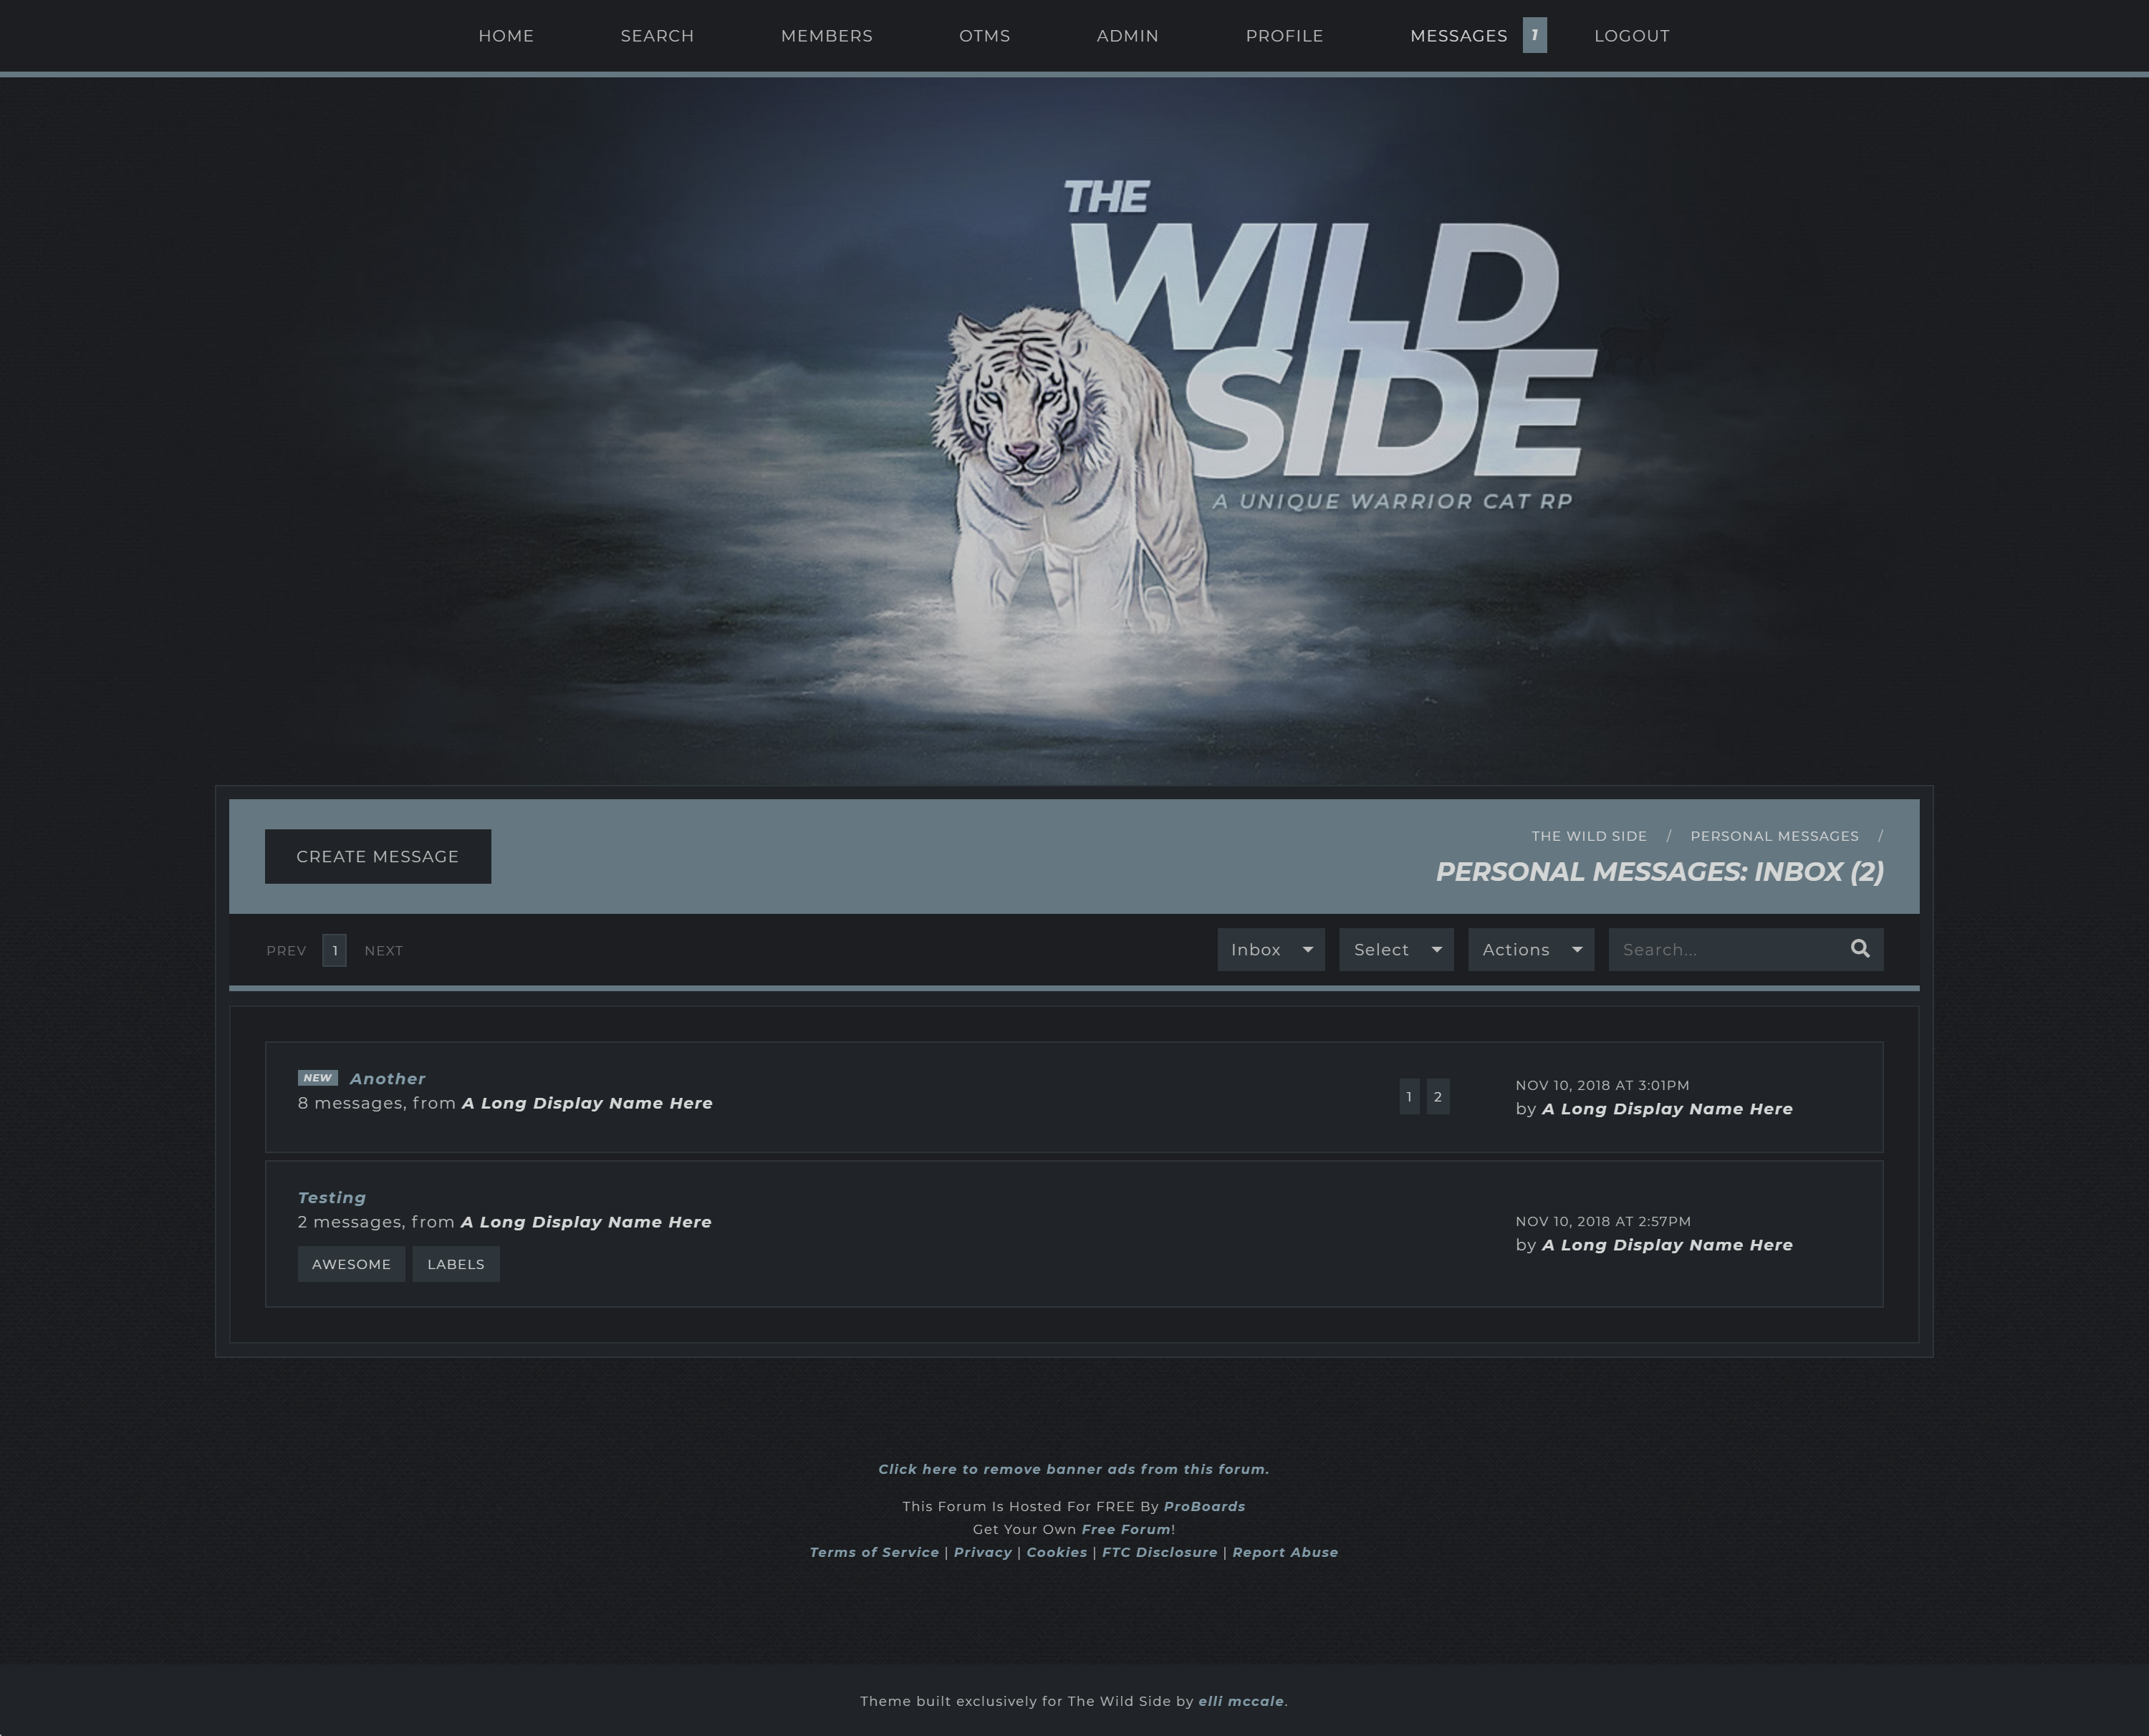 HOME SEARCH MEMBERS OTMS ADMIN PROFILE MESSAGES 1 LOGOUT
THE
WILD
SIDE
A UNIQUE WARRIOR CAT RP
CREATE MESSAGE
THE WILD SIDE / PERSONAL MESSAGES /
PERSONAL MESSAGES: INBOX (2)
PREV 1 NEXT Inbox Select Actions Search...
NEW Another
8 messages, from A Long Display Name Here
1 2
NOV 10, 2018 AT 3:01PM
by A Long Display Name Here
Testing
2 messages, from A Long Display Name Here
AWESOME LABELS
NOV 10, 2018 AT 2:57PM
by A Long Display Name Here
Click here to remove banner ads from this forum.
This Forum Is Hosted For FREE By ProBoards
Get Your Own Free Forum!
Terms of Service | Privacy | Cookies | FTC Disclosure | Report Abuse
Theme built exclusively for The Wild Side by elli mccale.